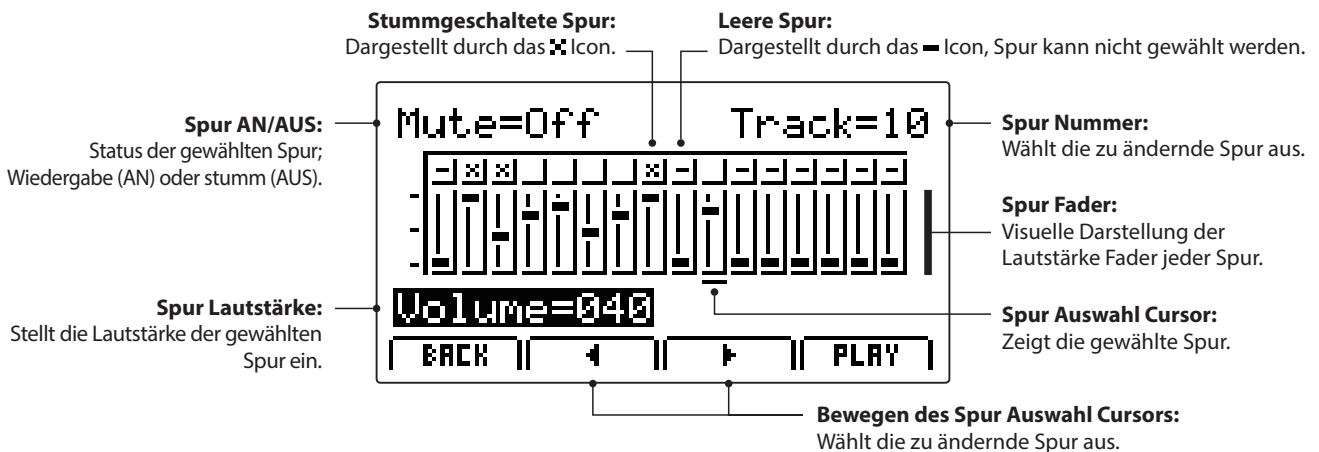 Stummgeschaltete Spur:
Dargestellt durch das Icon.
Leere Spur:
Dargestellt durch das Icon, Spur kann nicht gewählt werden.
Spur AN/AUS:
Status der gewählten Spur;
Wiedergabe (AN) oder stumm (AUS).
Mute=Off Track=10
Spur Nummer:
Wählt die zu ändernde Spur aus.
Spur Fader:
Visuelle Darstellung der
Lautstärke Fader jeder Spur.
Spur Lautstärke:
Stellt die Lautstärke der gewählten
Spur ein.
Volume=040
BACK PLAY
Spur Auswahl Cursor:
Zeigt die gewählte Spur.
Bewegen des Spur Auswahl Cursors:
Wählt die zu ändernde Spur aus.